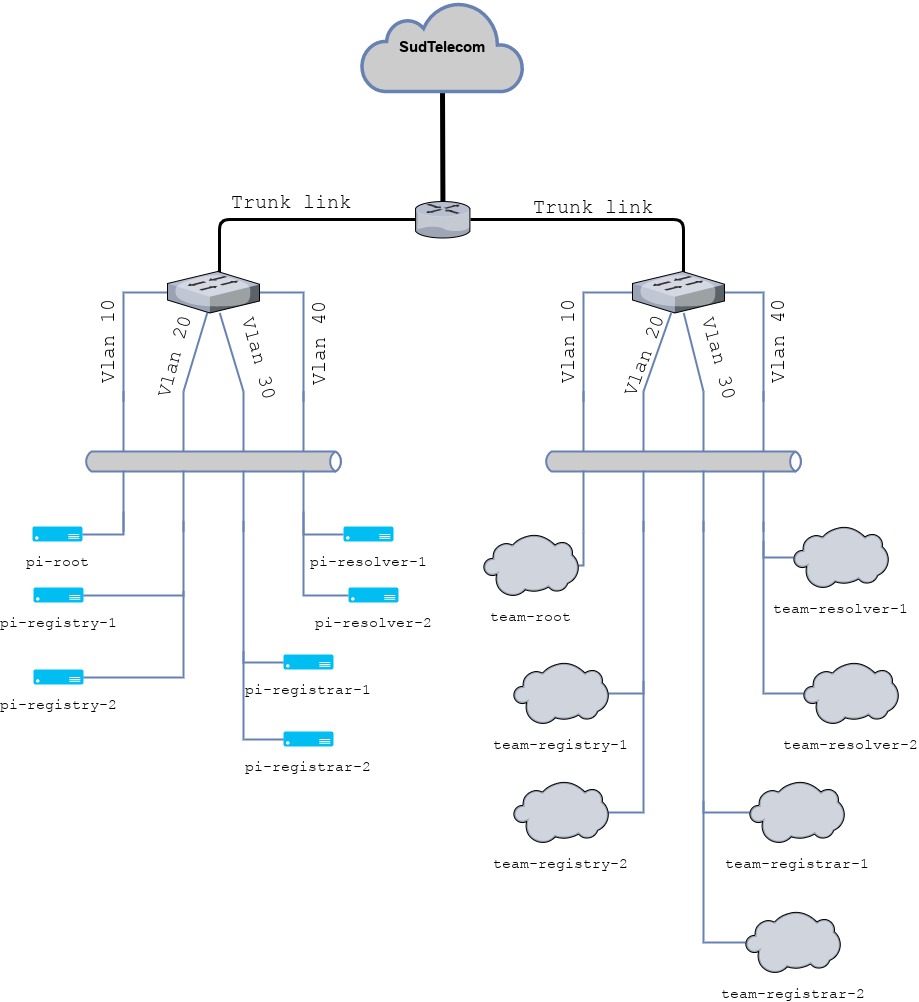 SudTelecom
Trunk link
Trunk link
Vlan 10
Vlan 20
Vlan 30
Vlan 40
Vlan 10
Vlan 20
Vlan 30
Vlan 40
pi-root
pi-resolver-1
pi-registry-1
pi-resolver-2
pi-registrar-1
pi-registry-2
pi-registrar-2
team-root
team-resolver-1
team-registry-1
team-resolver-2
team-registry-2
team-registrar-1
team-registrar-2